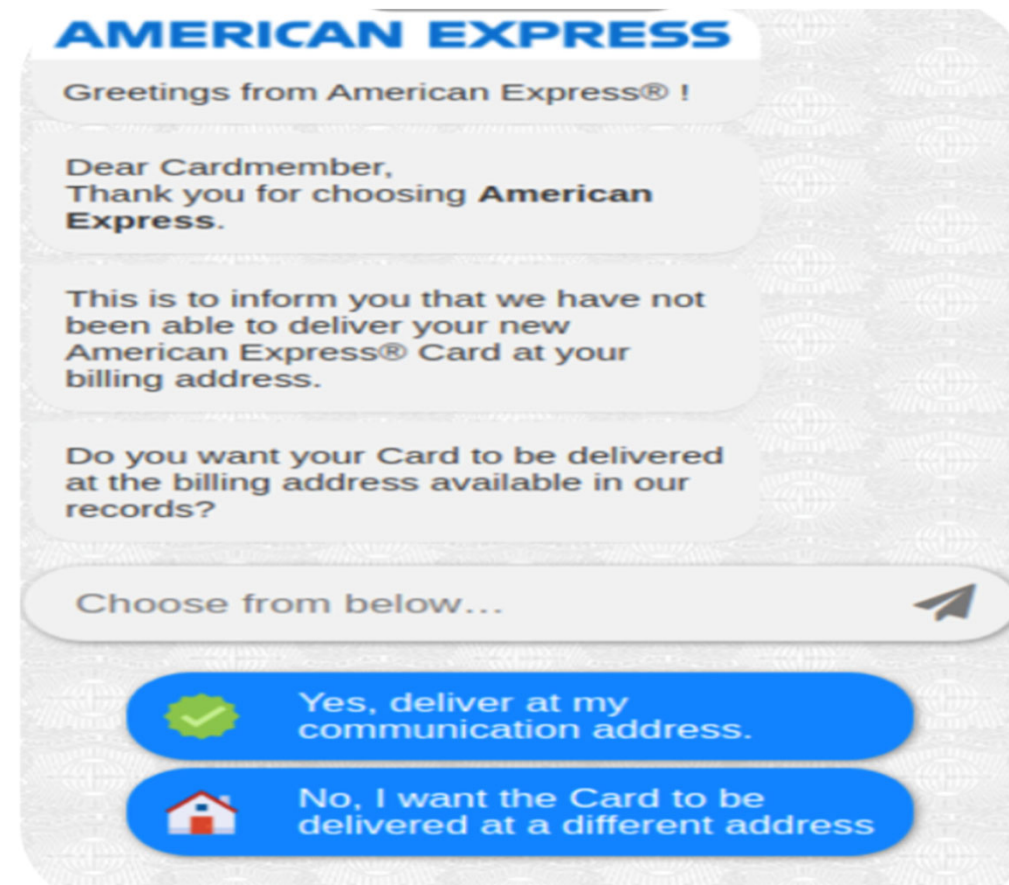 AMERICAN EXPRESS
Greetings from American Express® !
Dear Cardmember,
Thank you for choosing American
Express.
This is to inform you that we have not
been able to deliver your new
American Express® Card at your
billing address.
Do you want your Card to be delivered
at the billing address available in our
records?
Choose from below...
Yes, deliver at my
communication address.
No, I want the Card to be
delivered at a different address